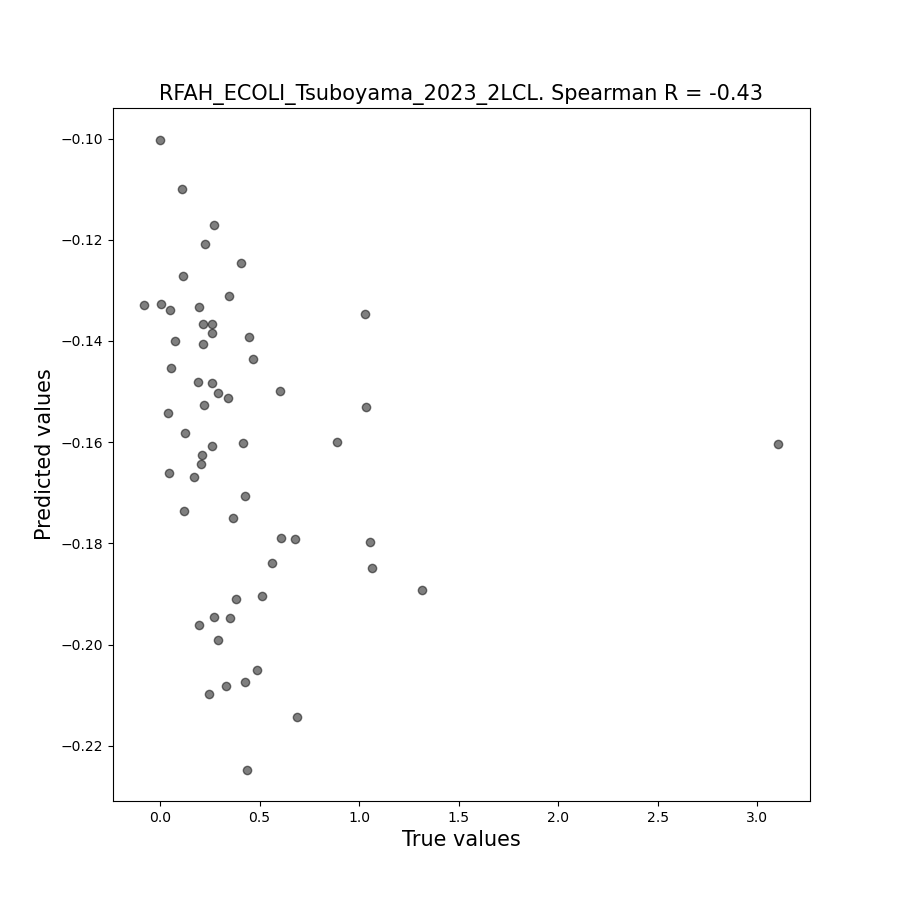 RFAH_ECOLI_Tsuboyama_2023_2LCL. Spearman R = -0.43
−0.10
−0.12
−0.14
−0.16
−0.18
−0.20
−0.22
Predicted values
0.0 0.5 1.0 1.5 2.0 2.5 3.0
True values